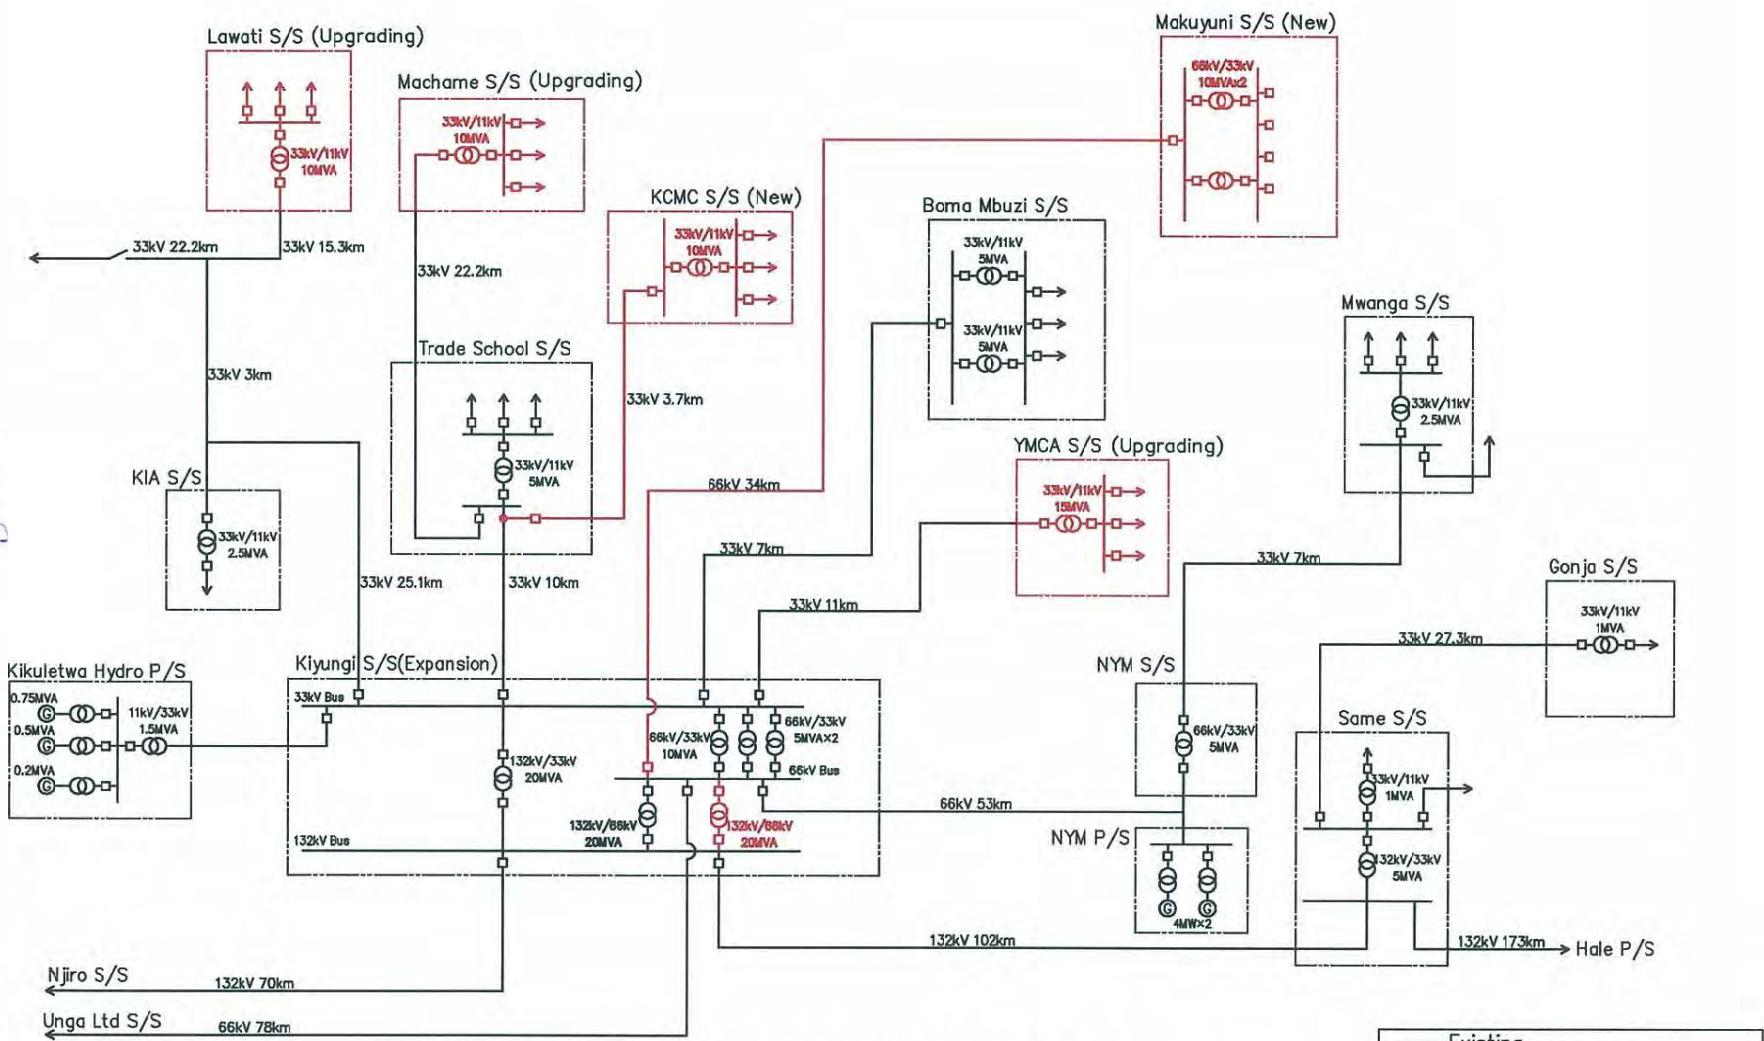 Lawati S/S (Upgrading)
33kV/11kV
10MVA
33kV 22.2km
33kV 15.3km
33kV 3km
KIA S/S
33kV/11kV
2.5MVA
33kV 25.1km
Machame S/S (Upgrading)
33kV/11kV
10MVA
33kV 22.2km
Trade School S/S
33kV/11kV
5MVA
33kV 10km
KCMC S/S (New)
33kV/11kV
10MVA
33kV 3.7km
Makuyuni S/S (New)
66kV/33kV
10MVAx2
66kV 34km
Boma Mbuzi S/S
33kV/11kV
5MVA
33kV/11kV
5MVA
33kV 7km
YMCA S/S (Upgrading)
33kV/11kV
15MVA
33kV 11km
Mwanga S/S
33kV/11kV
2.5MVA
33kV 7km
Gonja S/S
33kV/11kV
1MVA
33kV 27.3km
Kikuletwa Hydro P/S
0.75MVA
G
0.5MVA
G
0.2MVA
G
11kV/33kV
1.5MVA
Kiyungi S/S(Expansion)
33kV Bus
132kV/33kV
20MVA
66kV/33kV
10MVA
66kV/33kV
5MVA×2
66kV Bus
132kV/66kV
20MVA
132kV/66kV
20MVA
132kV Bus
66kV 53km
NYM S/S
66kV/33kV
5MVA
NYM P/S
G
G
4MW×2
Same S/S
33kV/11kV
1MVA
132kV/33kV
5MVA
132kV 102km
132kV 173km
Hale P/S
Njiro S/S
132kV 70km
Unga Ltd S/S
66kV 78km
Existing